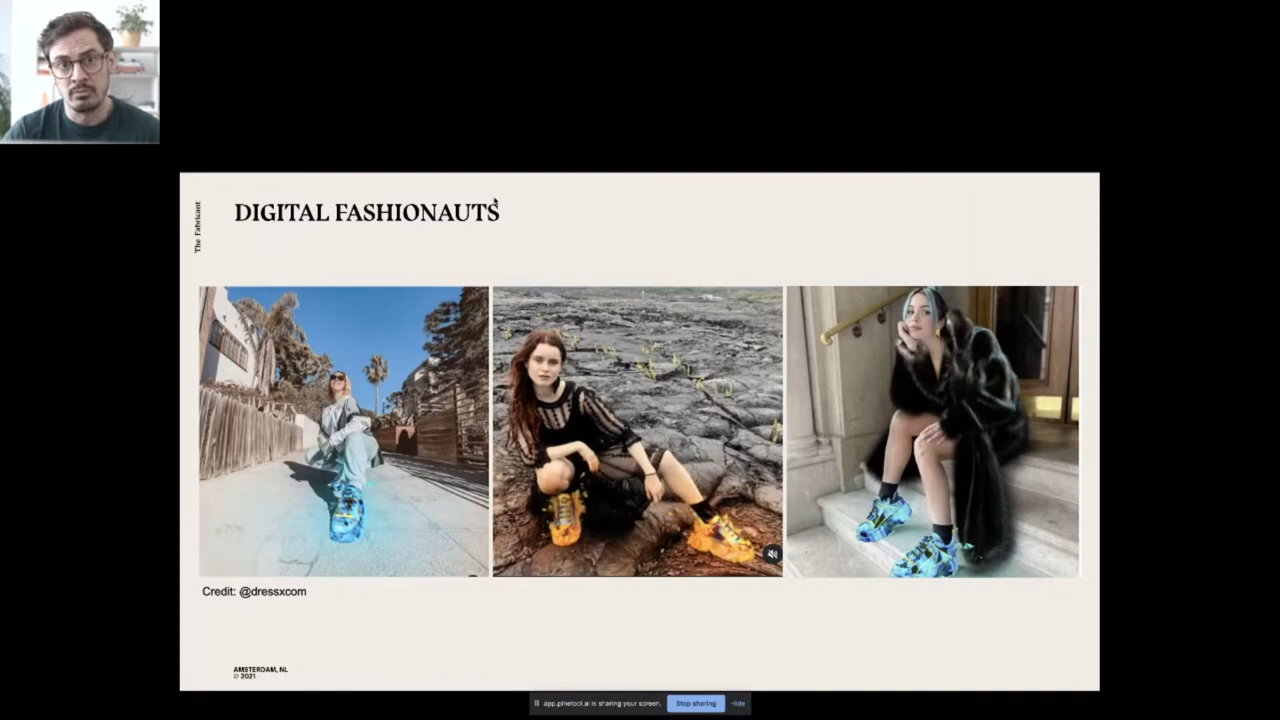 The Fabricant
DIGITAL FASHIONAUTS
Credit: @dressxcom
AMSTERDAM, NL
© 2021
app.pinetool.ai is sharing your screen.
Stop sharing
Hide